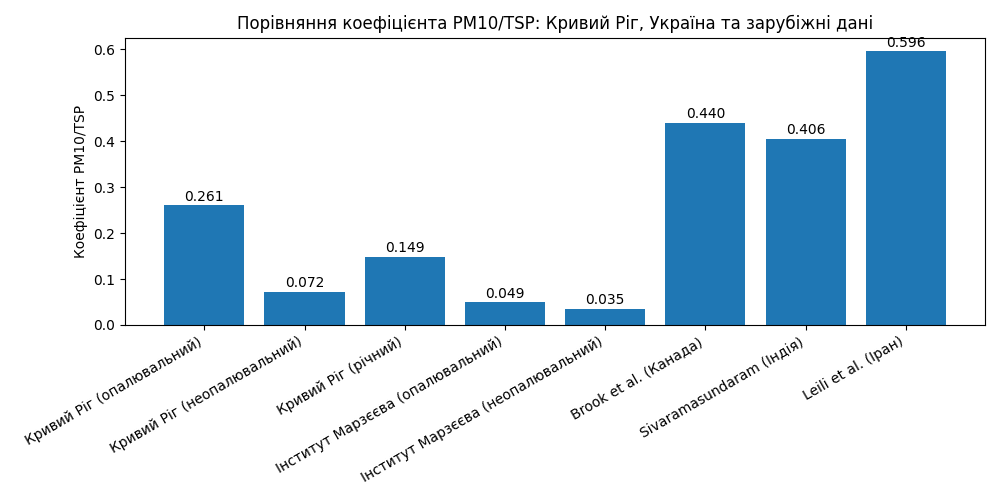 Порівняння коефіцієнта PM10/TSP: Кривий Ріг, Україна та зарубіжні дані
Коефіцієнт PM10/TSP
0.6
0.5
0.4
0.3
0.2
0.1
0.0
0.261
0.072
0.149
0.049
0.035
0.440
0.406
0.596
Кривий Ріг (опалювальний)
Кривий Ріг (неопалювальний)
Кривий Ріг (річний)
Інститут Марзєєва (опалювальний)
Інститут Марзєєва (неопалювальний)
Brook et al. (Канада)
Sivaramasundaram (Індія)
Leili et al. (Іран)